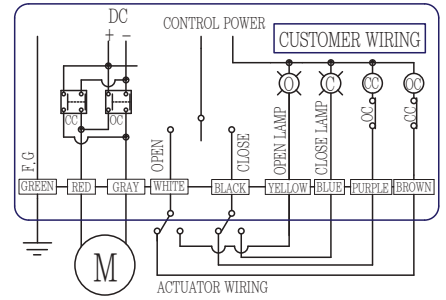 DC
+ −
CONTROL POWER
CUSTOMER WIRING
O
C
CC
OC
CC
OC
F.G
OPEN
CLOSE
OPEN LAMP
CLOSE LAMP
OC
CC
GREEN
RED
GRAY
WHITE
BLACK
YELLOW
BLUE
PURPLE
BROWN
M
ACTUATOR WIRING